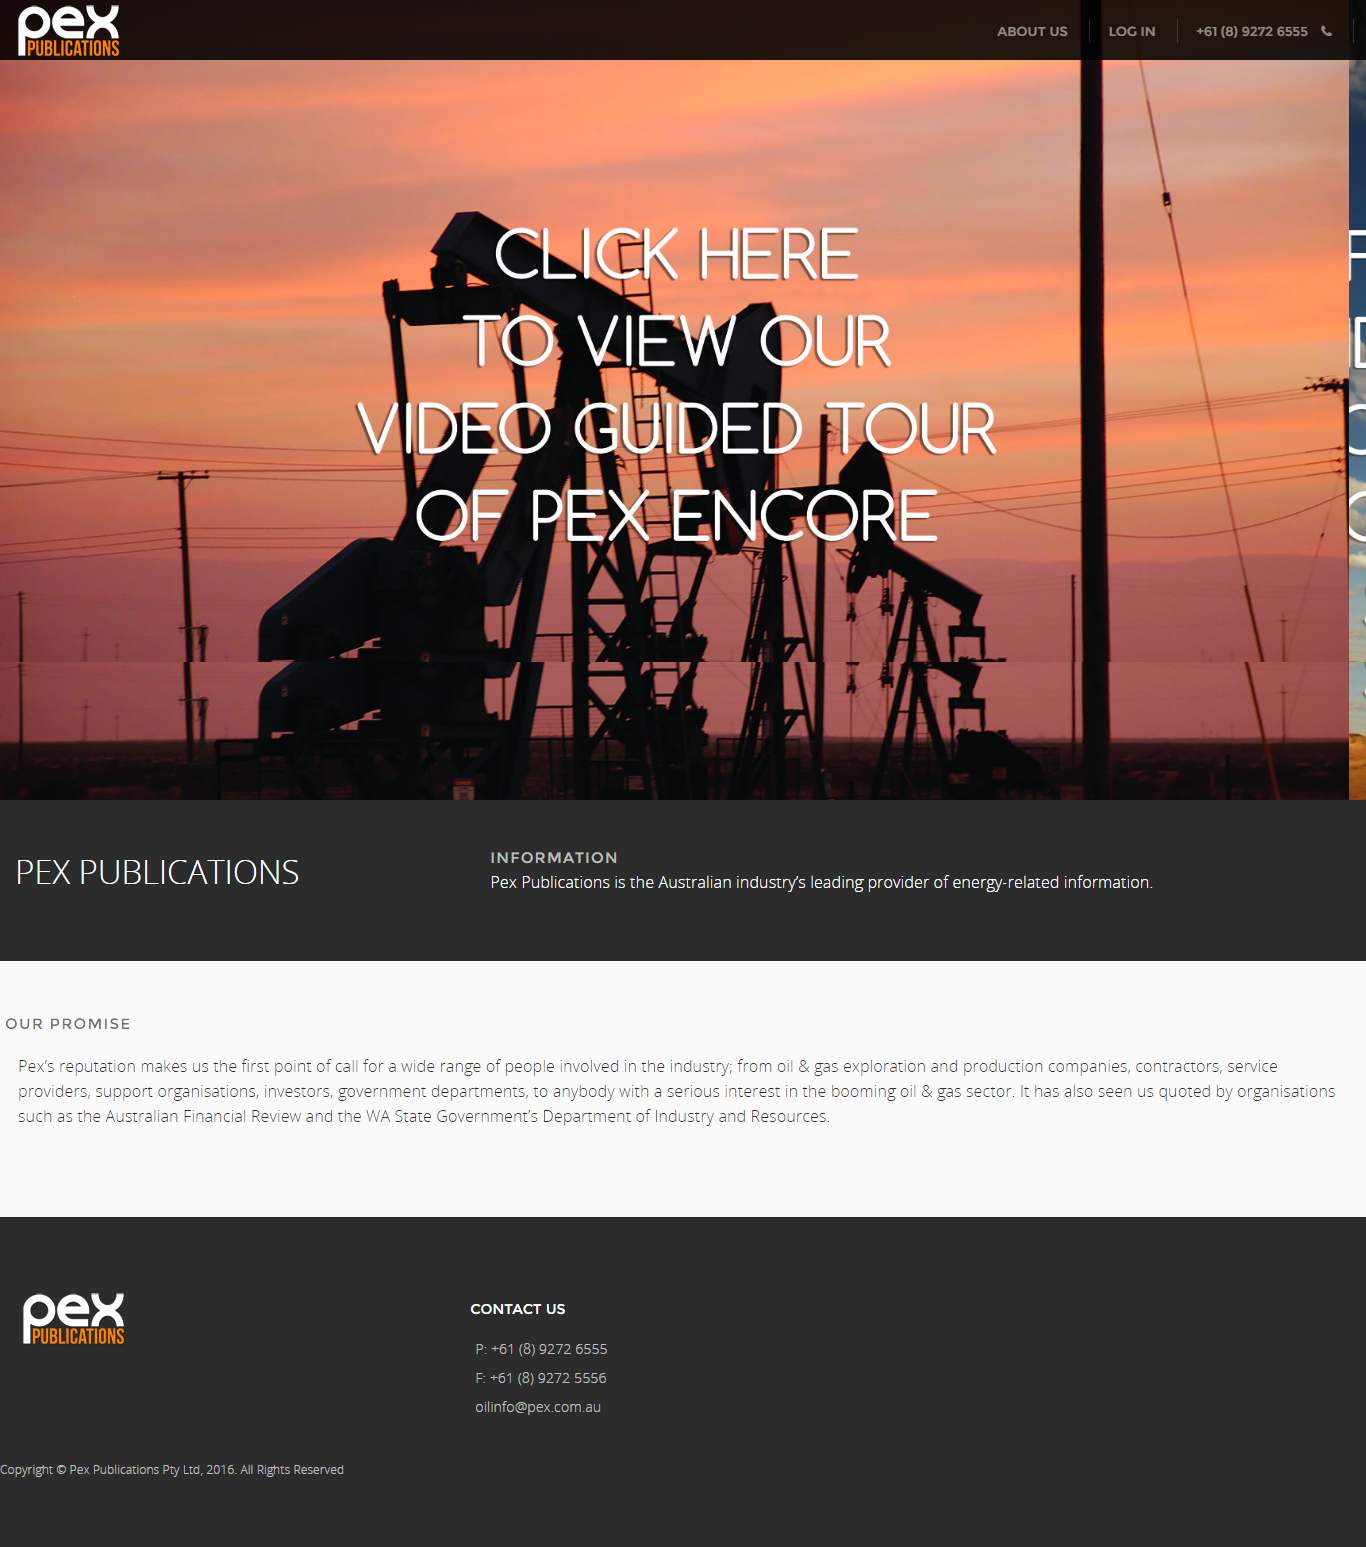 pex
PUBLICATIONS
ABOUT US
LOG IN
+61 (8) 9272 6555
CLICK HERE
TO VIEW OUR
VIDEO GUIDED TOUR
OF PEX ENCORE
PEX PUBLICATIONS
INFORMATION
Pex Publications is the Australian industry’s leading provider of energy-related information.
OUR PROMISE
Pex’s reputation makes us the first point of call for a wide range of people involved in the industry; from oil & gas exploration and production companies, contractors, service
providers, support organisations, investors, government departments, to anybody with a serious interest in the booming oil & gas sector. It has also seen us quoted by organisations
such as the Australian Financial Review and the WA State Government’s Department of Industry and Resources.
pex
PUBLICATIONS
CONTACT US
P: +61 (8) 9272 6555
F: +61 (8) 9272 5556
oilinfo@pex.com.au
Copyright © Pex Publications Pty Ltd, 2016. All Rights Reserved